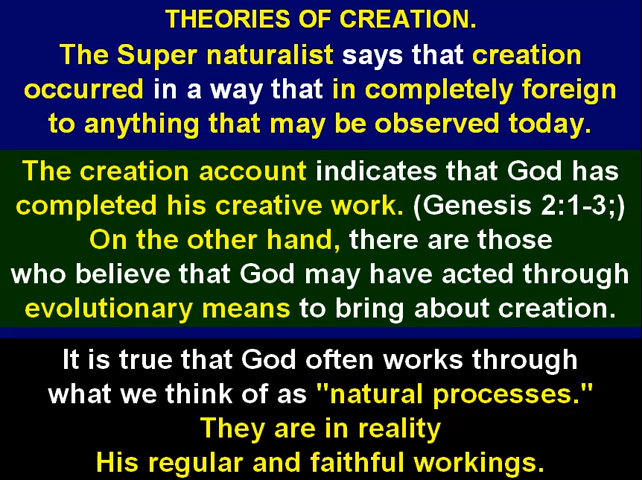 THEORIES OF CREATION.
The Super naturalist says that creation
occurred in a way that in completely foreign
to anything that may be observed today.
The creation account indicates that God has
completed his creative work. (Genesis 2:1-3;)
On the other hand, there are those
who believe that God may have acted through
evolutionary means to bring about creation.
It is true that God often works through
what we think of as "natural processes."
They are in reality
His regular and faithful workings.